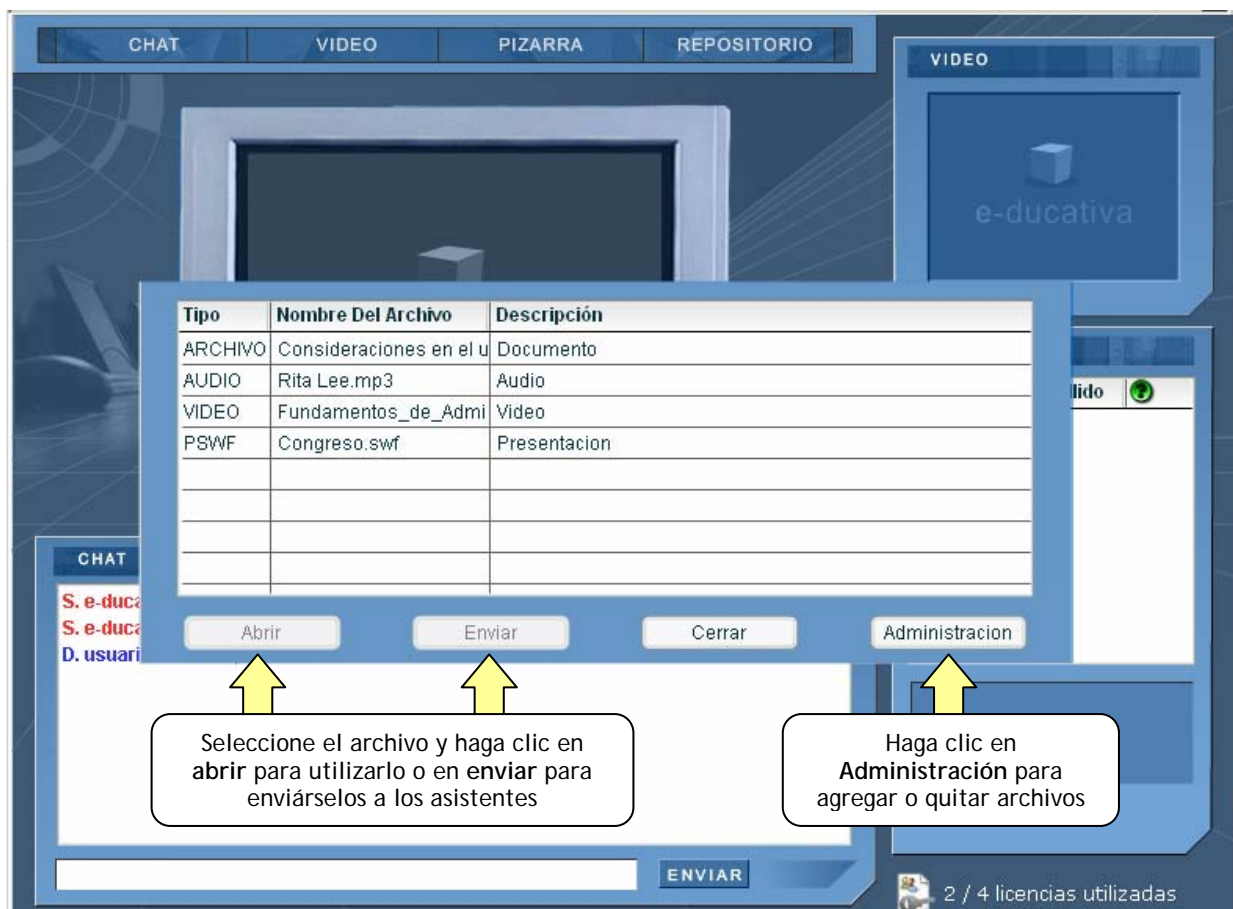 CHAT VIDEO PIZARRA REPOSITORIO
VIDEO
e-ducativa
Tipo Nombre Del Archivo Descripción
ARCHIVO Consideraciones en el u Documento
AUDIO Rita Lee.mp3 Audio
VIDEO Fundamentos_de_Admi Video
PSWF Congreso.swf Presentacion
llido ?
CHAT
S. e-duca
S. e-duca
D. usuari
Abrir Enviar Cerrar Administracion
Seleccione el archivo y haga clic en
abrir para utilizarlo o en enviar para
enviárselos a los asistentes
Haga clic en
Administración para
agregar o quitar archivos
ENVIAR
2 / 4 licencias utilizadas